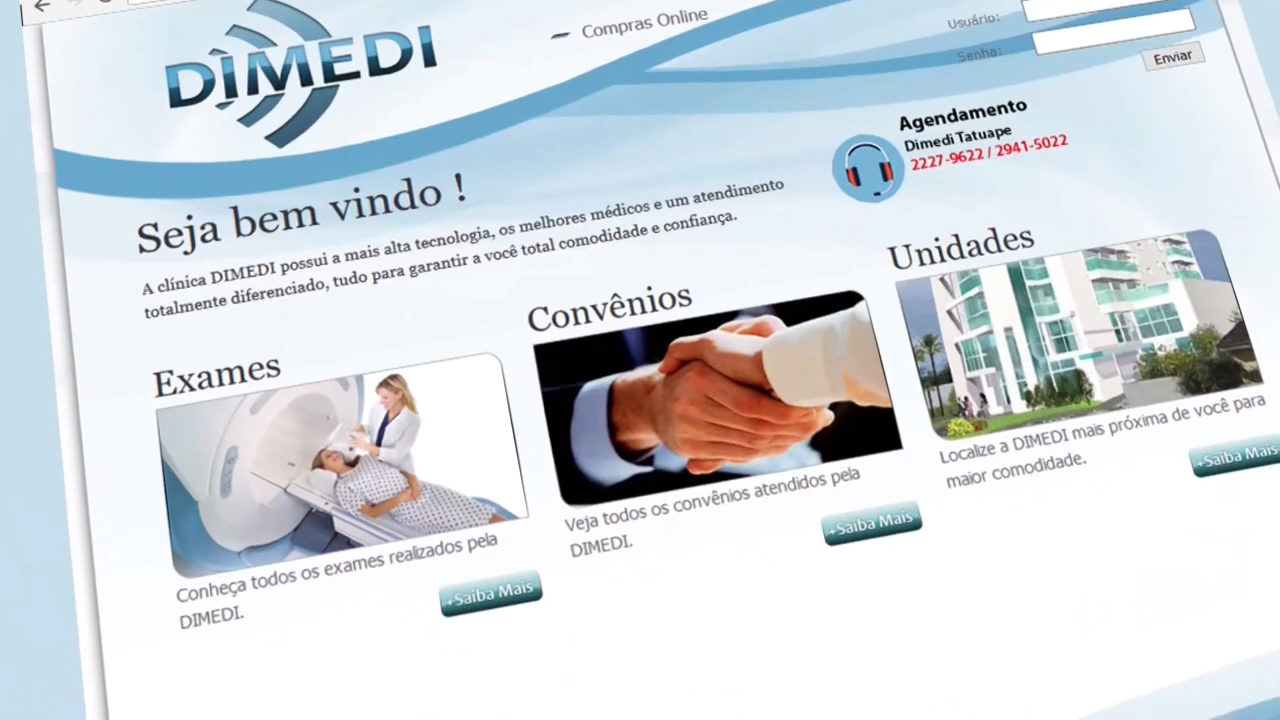 DIMEDI
Compras Online
Usuário:
Senha:
Enviar
Agendamento
Dimedi Tatuape
2227-9622 / 2941-5022
Seja bem vindo !
A clínica DIMEDI possui a mais alta tecnologia, os melhores médicos e um atendimento
totalmente diferenciado, tudo para garantir a você total comodidade e confiança.
Exames
Conheça todos os exames realizados pela
DIMEDI.
+Saiba Mais
Convênios
Veja todos os convênios atendidos pela
DIMEDI.
+Saiba Mais
Unidades
Localize a DIMEDI mais próxima de você para
maior comodidade.
+Saiba Mais